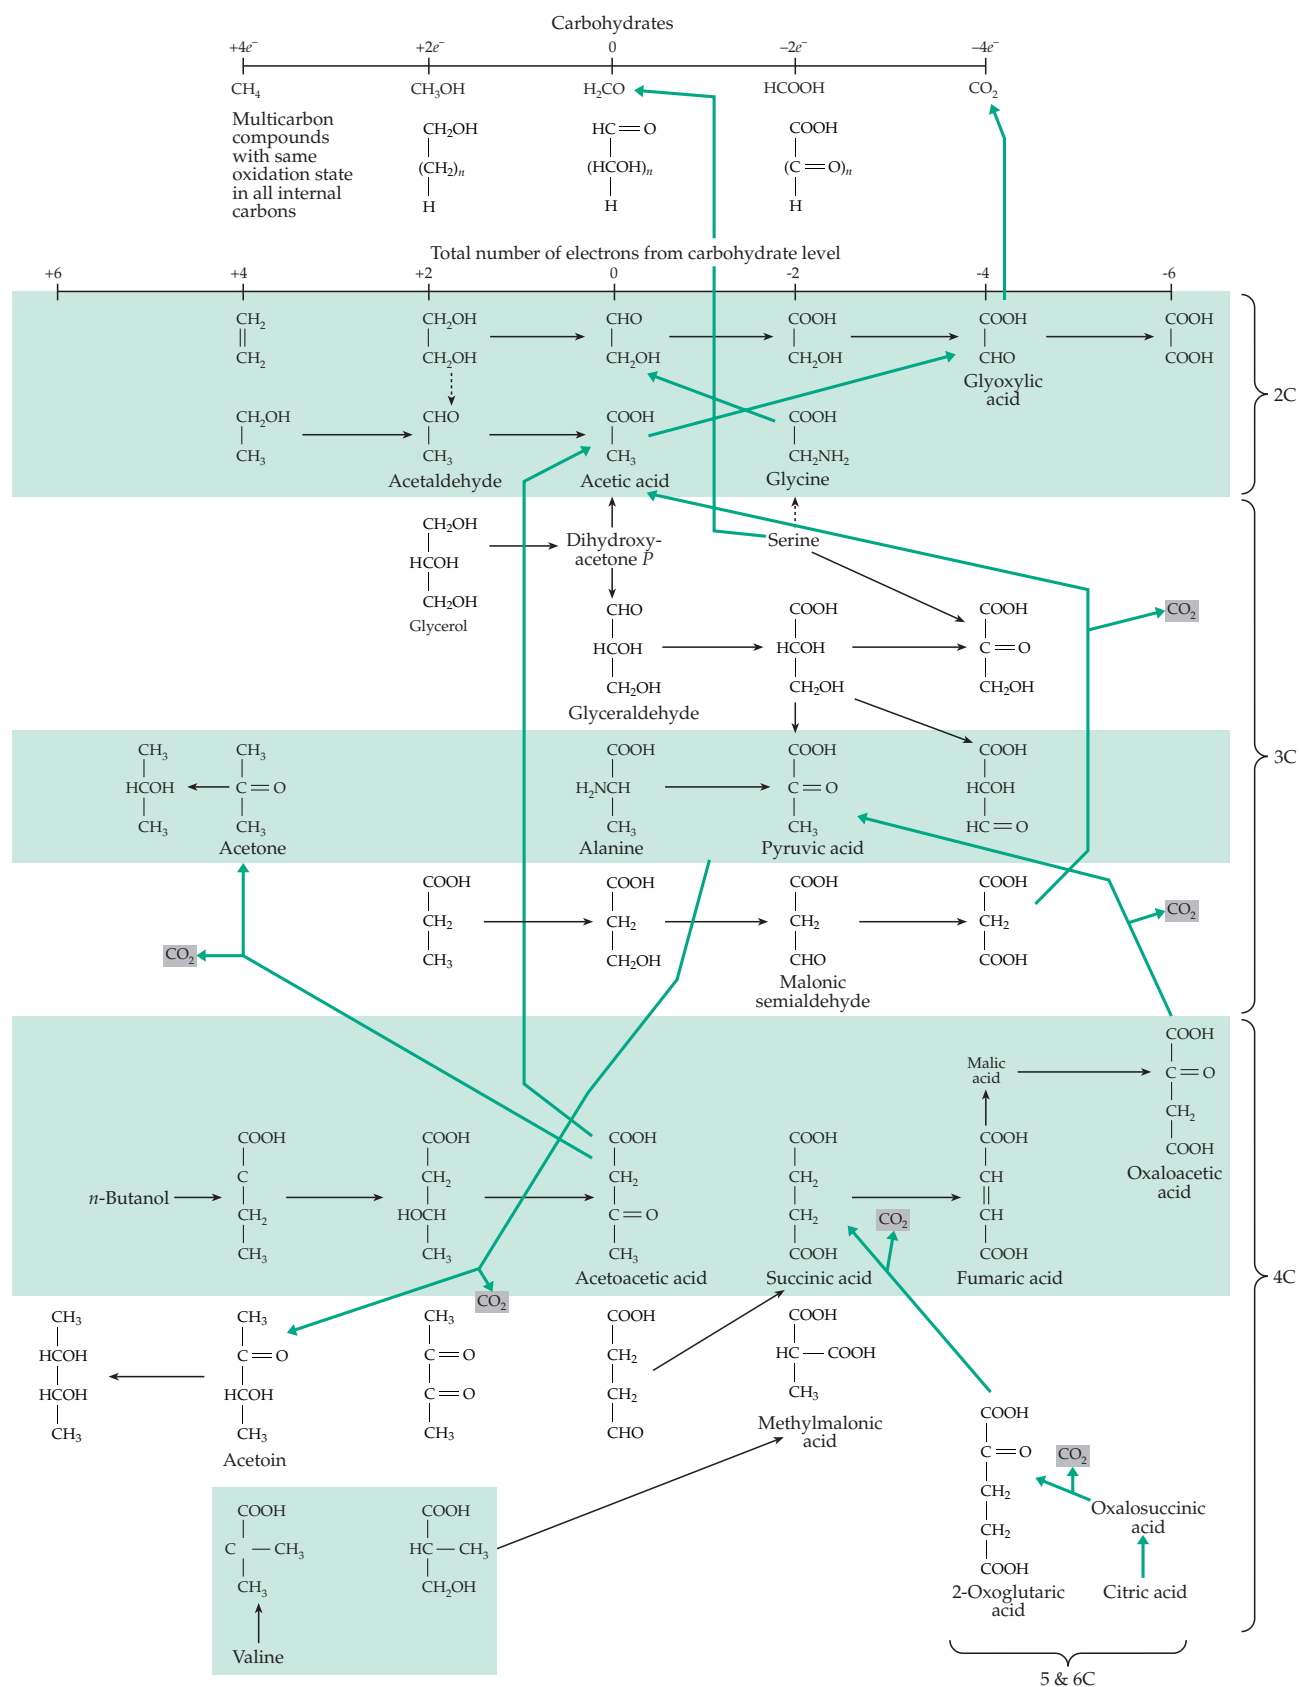 Carbohydrates
+4e⁻ +2e⁻ 0 −2e⁻ −4e⁻
CH₄ CH₃OH H₂CO HCOOH CO₂
Multicarbon
compounds
with same
oxidation state
in all internal
carbons
CH₂OH HC=O COOH
(CH₂)ₙ (HCOH)ₙ (C=O)ₙ
H H H
Total number of electrons from carbohydrate level
+6 +4 +2 0 -2 -4 -6
CH₂ CH₂OH CHO COOH COOH COOH
CH₂ CH₂OH CH₂OH CH₂OH CHO COOH
Glyoxylic
acid
2C
CH₂OH CHO COOH COOH
CH₃ CH₃ CH₃ CH₂NH₂
Acetaldehyde Acetic acid Glycine
CH₂OH
HCOH
CH₂OH
Glycerol
Dihydroxy-
acetone P
Serine
CO₂
CHO COOH COOH
HCOH HCOH C=O
CH₂OH CH₂OH CH₂OH
Glyceraldehyde
3C
CH₃ CH₃ COOH COOH COOH
HCOH C=O H₂NCH C=O HCOH
CH₃ CH₃ CH₃ CH₃ HC=O
Acetone Alanine Pyruvic acid
COOH COOH COOH COOH
CH₂ CH₂ CH₂ CH₂
CH₃ CH₂OH CHO COOH
CO₂
CO₂
Malonic
semialdehyde
COOH
C=O
CH₂
COOH
Oxaloacetic
acid
Malic
acid
n-Butanol
COOH COOH COOH COOH COOH
C CH₂ CH₂ CH₂ CH
CH₂ HOCH C=O CH₂ CH
CH₃ CH₃ CH₃ COOH COOH
CO₂
Acetoacetic acid Succinic acid Fumaric acid
4C
CO₂
CH₃ CH₃ CH₃ COOH COOH
HCOH C=O C=O CH₂ HC—COOH
HCOH HCOH C=O CH₂ CH₃
CH₃ CH₃ CH₃ CHO
Acetoin
Methylmalonic
acid
COOH
C=O
CH₂
CH₂
COOH
2-Oxoglutaric
acid
CO₂
Oxalosuccinic
acid
Citric acid
COOH COOH
C—CH₃ HC—CH₃
CH₃ CH₂OH
Valine
5 & 6C